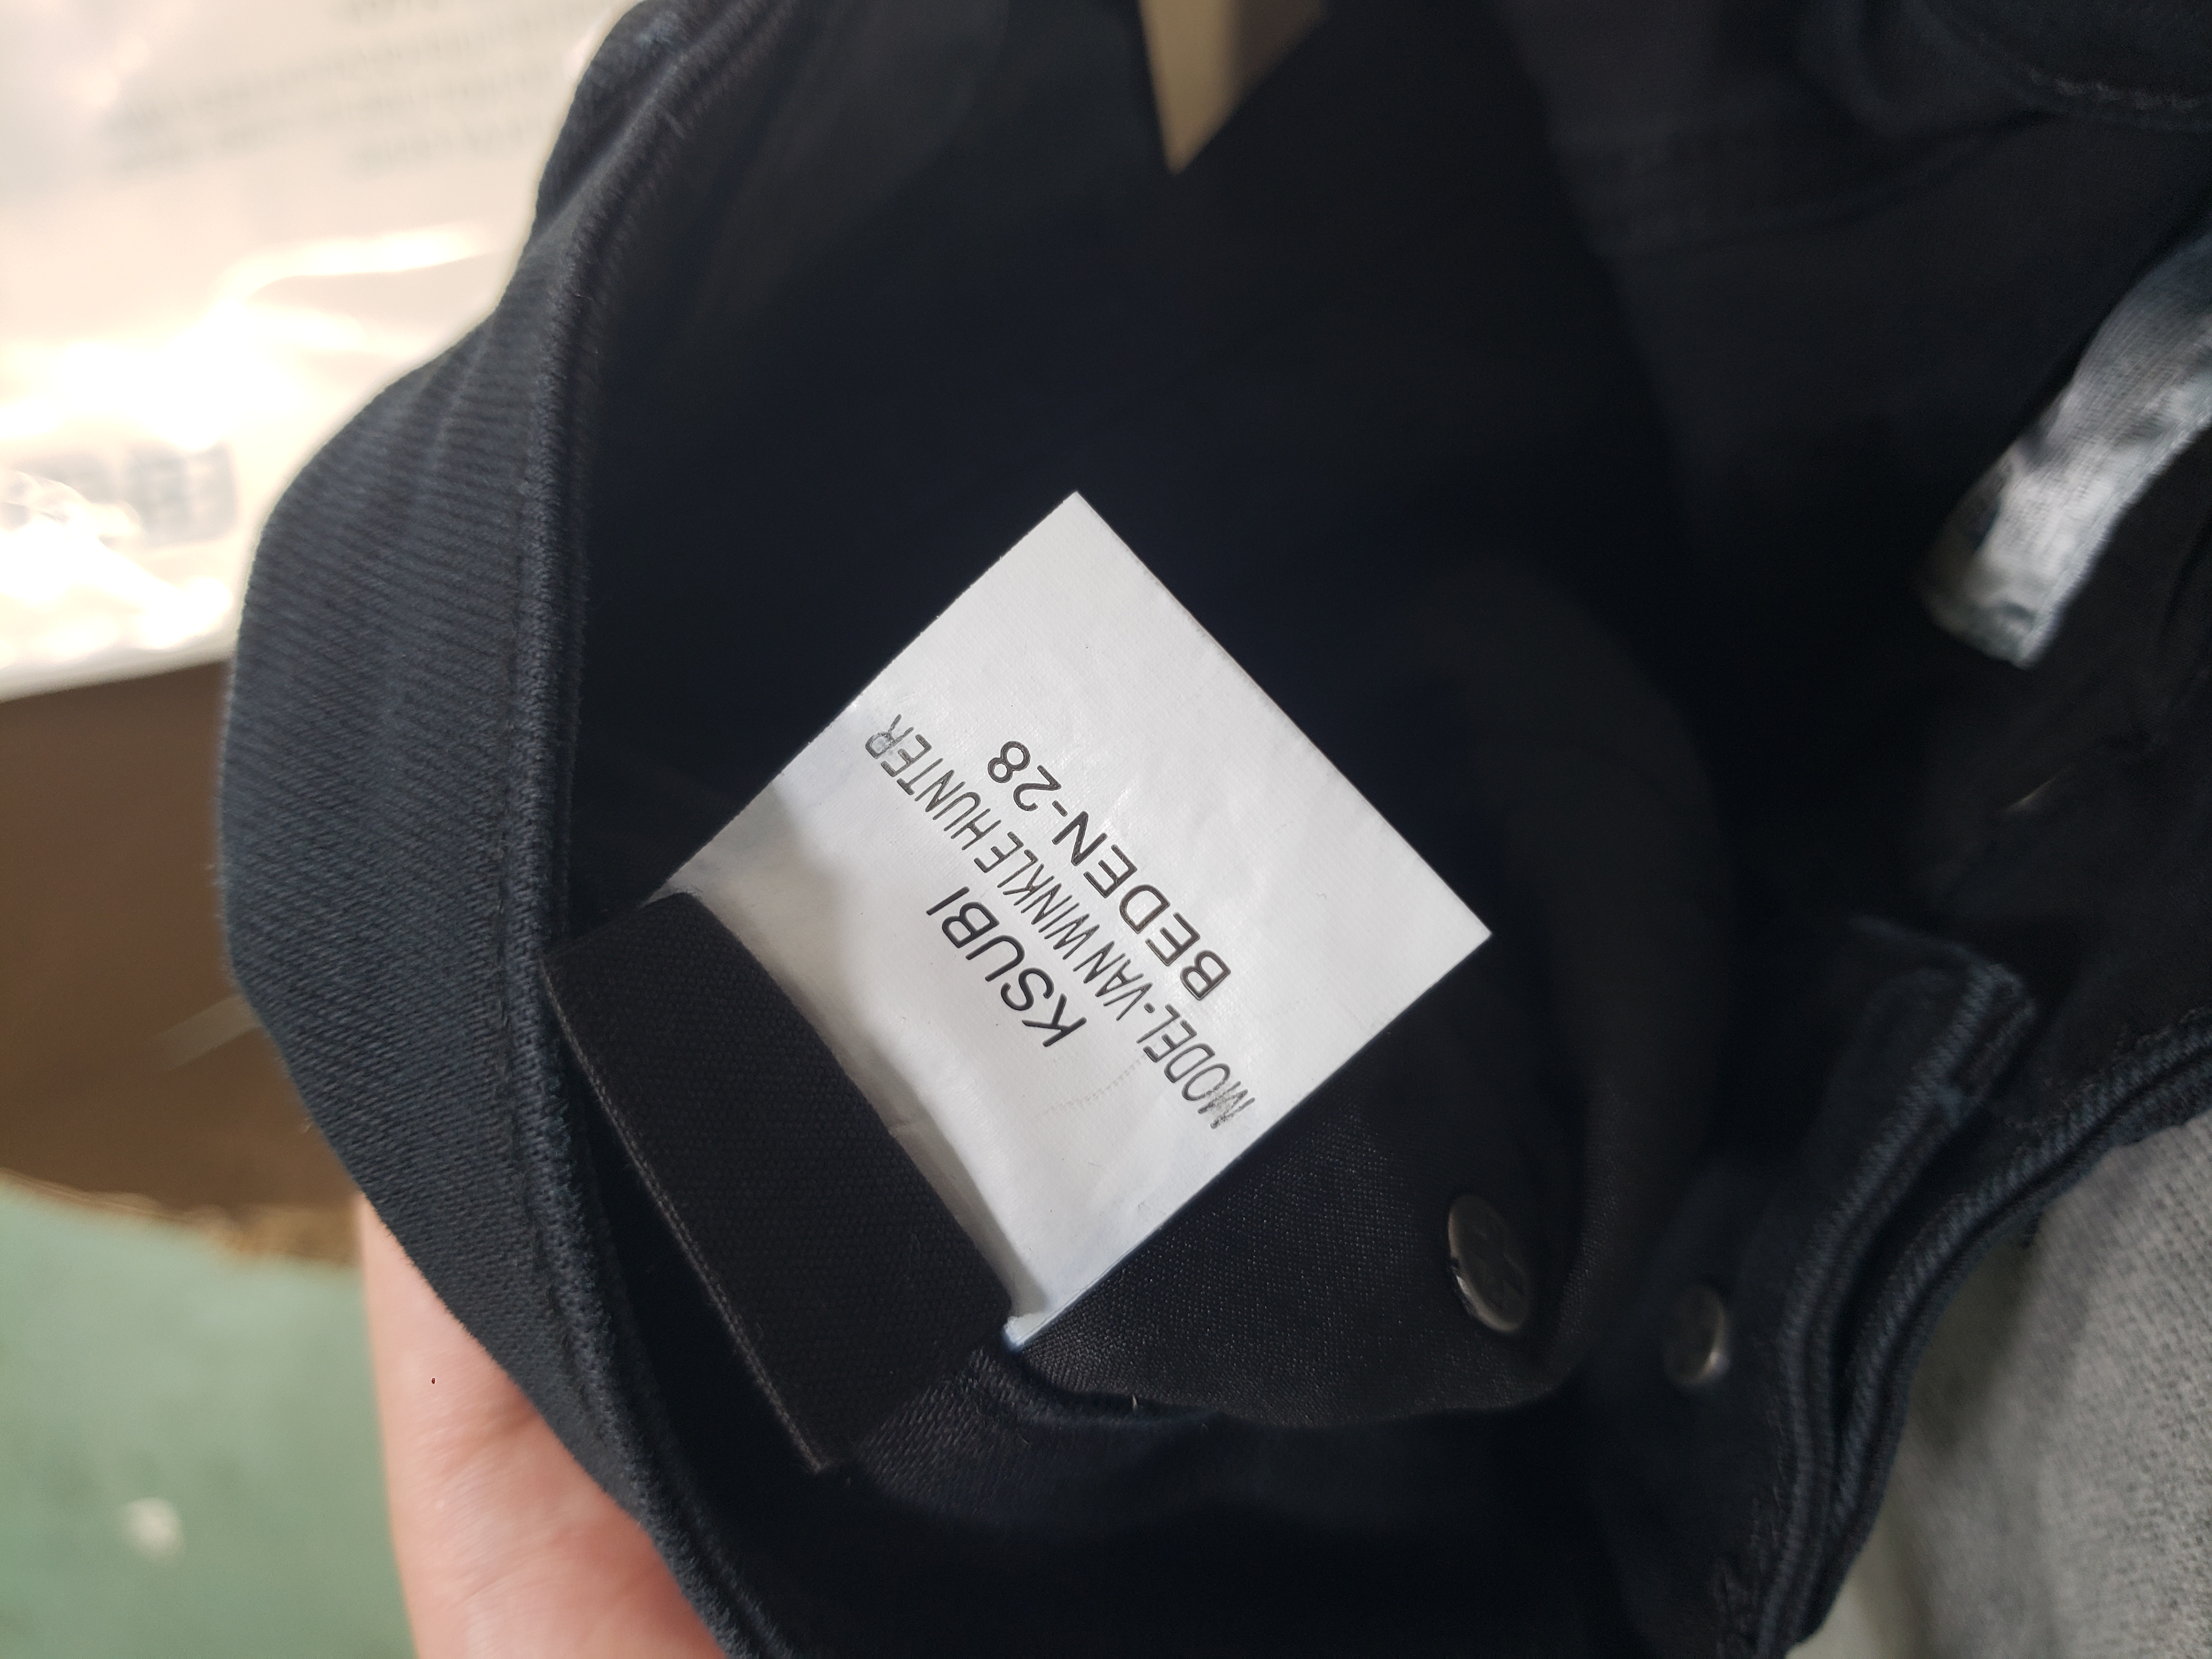 KSUBI
MODEL-VAN WINKLE HUNTER
BEDEN-28